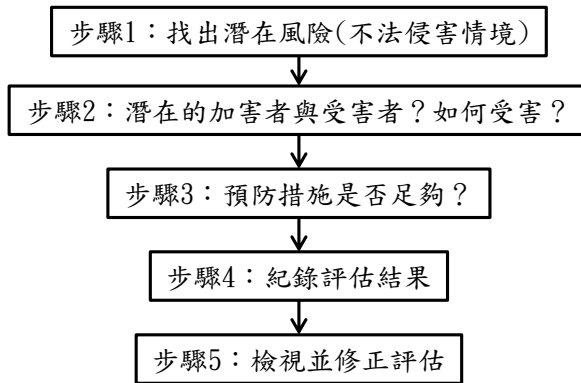 步驟1：找出潛在風險(不法侵害情境)
步驟2：潛在的加害者與受害者？如何受害？
步驟3：預防措施是否足夠？
步驟4：紀錄評估結果
步驟5：檢視並修正評估